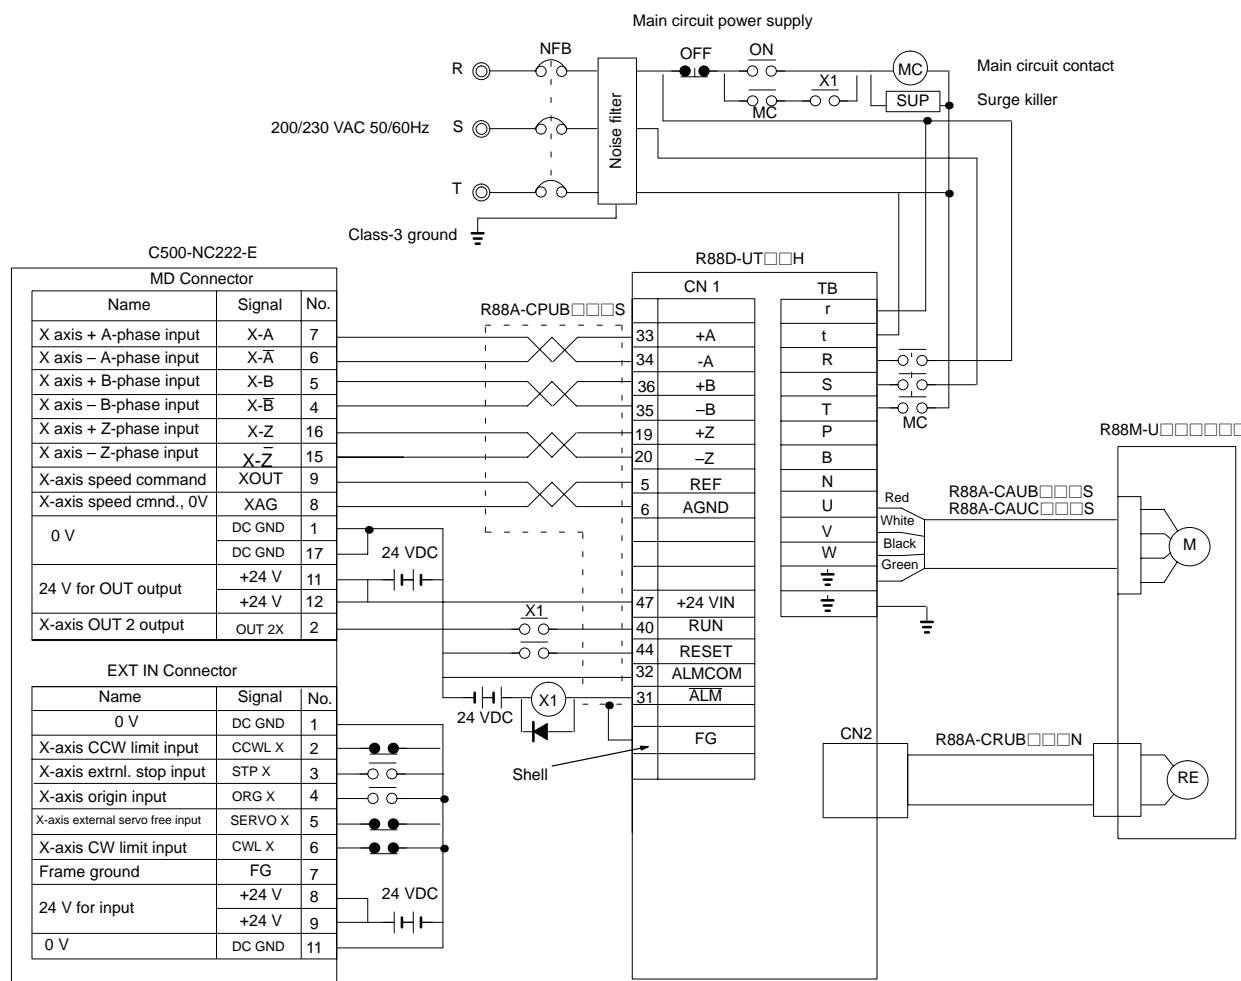 Main circuit power supply
NFB
OFF
ON
R
MC
Main circuit contact
X1
SUP
Surge killer
MC
200/230 VAC 50/60Hz
S
Noise filter
T
Class-3 ground
C500-NC222-E
R88D-UT□□H
MD Connector
Name Signal No.
X axis + A-phase input X-A 7
X axis – A-phase input X-A̅ 6
X axis + B-phase input X-B 5
X axis – B-phase input X-B̅ 4
X axis + Z-phase input X-Z 16
X axis – Z-phase input X-Z̅ 15
X-axis speed command XOUT 9
X-axis speed cmnd., 0V XAG 8
0 V
DC GND 1
DC GND 17
24 V for OUT output
+24 V 11
+24 V 12
X-axis OUT 2 output OUT 2X 2
24 VDC
X1
R88A-CPUB□□□S
CN 1
33 +A
34 -A
36 +B
35 –B
19 +Z
20 –Z
5 REF
6 AGND
47 +24 VIN
40 RUN
44 RESET
32 ALMCOM
31 A̅L̅M̅
FG
X1
24 VDC
Shell
TB
r
t
R
S
T
P
B
N
U
V
W
MC
Red
White
Black
Green
R88A-CAUB□□□S
R88A-CAUC□□□S
R88M-U□□□□□□
M
CN2
R88A-CRUB□□□N
RE
EXT IN Connector
Name Signal No.
0 V DC GND 1
X-axis CCW limit input CCWL X 2
X-axis extrnl. stop input STP X 3
X-axis origin input ORG X 4
X-axis external servo free input SERVO X 5
X-axis CW limit input CWL X 6
Frame ground FG 7
24 V for input
+24 V 8
+24 V 9
0 V DC GND 11
24 VDC